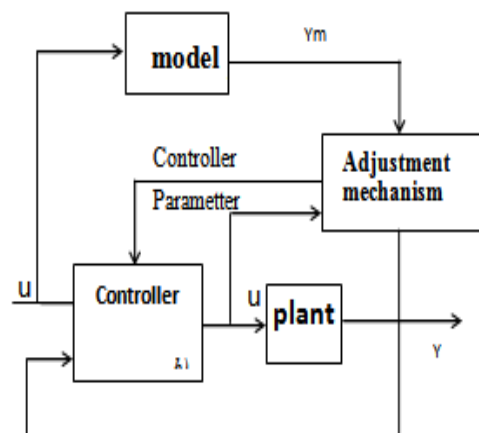 model
Ym
Controller
Parametter
Adjustment
mechanism
u
Controller
u
plant
Y